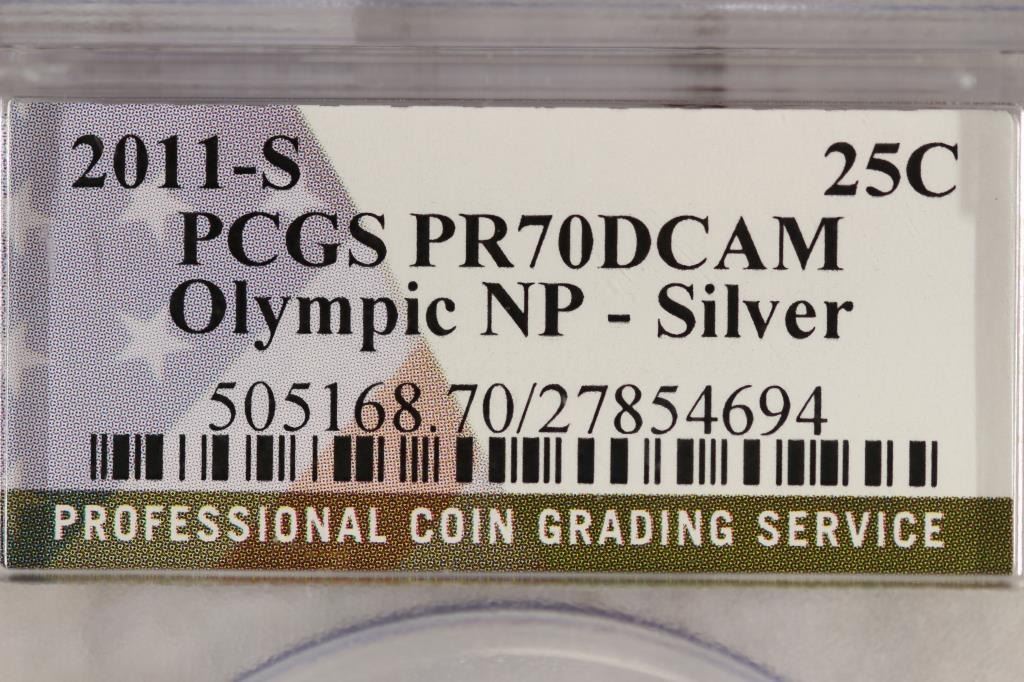 2011-S 25C
PCGS PR70DCAM
Olympic NP - Silver
505168.70/27854694
PROFESSIONAL COIN GRADING SERVICE